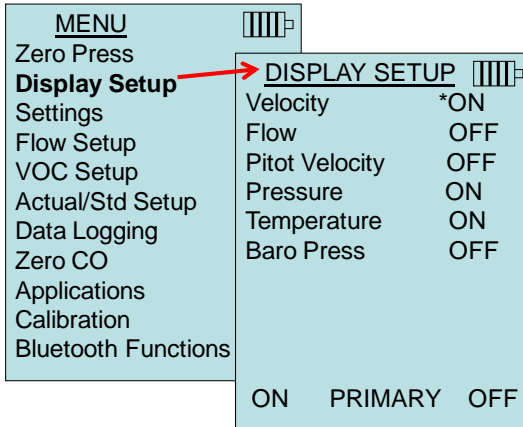 MENU
Zero Press
Display Setup
Settings
Flow Setup
VOC Setup
Actual/Std Setup
Data Logging
Zero CO
Applications
Calibration
Bluetooth Functions
DISPLAY SETUP
Velocity *ON
Flow OFF
Pitot Velocity OFF
Pressure ON
Temperature ON
Baro Press OFF
ON PRIMARY OFF